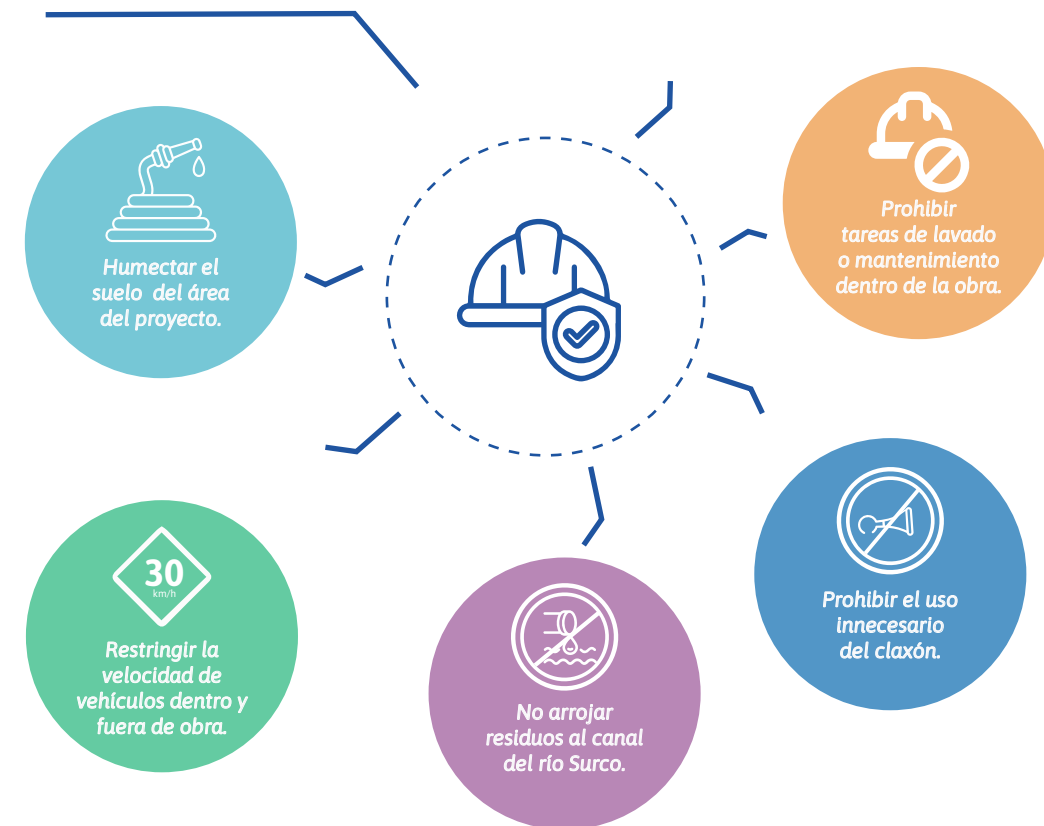 Humectar el
suelo del área
del proyecto.
Prohibir
tareas de lavado
o mantenimiento
dentro de la obra.
30
km/h
Restringir la
velocidad de
vehículos dentro y
fuera de obra.
No arrojar
residuos al canal
del río Surco.
Prohibir el uso
innecesario
del claxón.